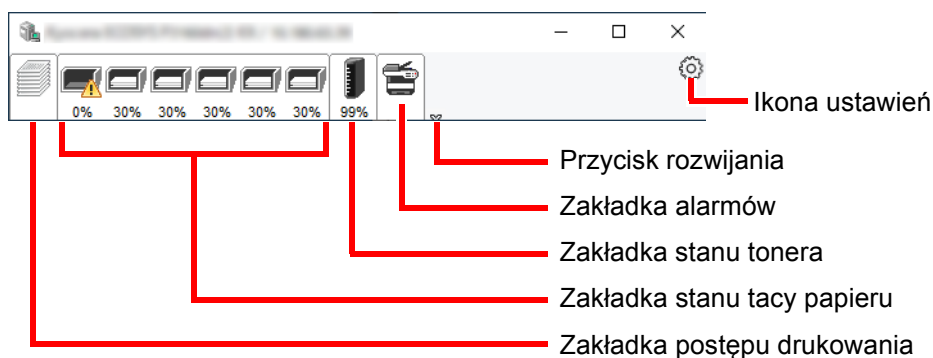 0% 30% 30% 30% 30% 30% 99%
Ikona ustawień
Przycisk rozwijania
Zakładka alarmów
Zakładka stanu tonera
Zakładka stanu tacy papieru
Zakładka postępu drukowania